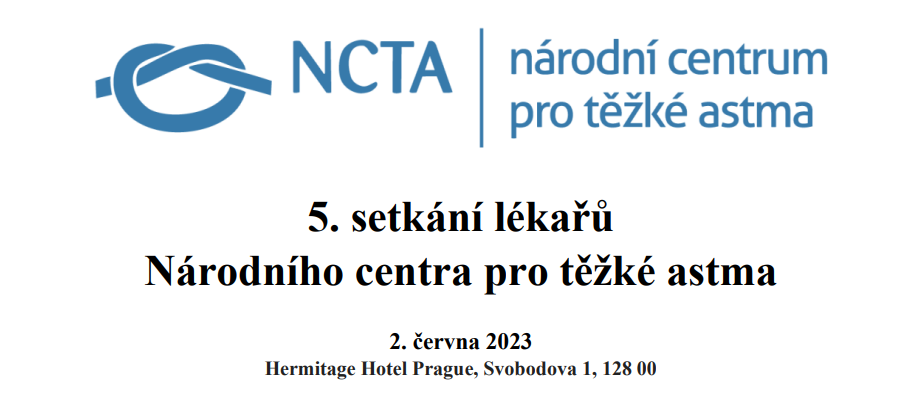 NCTA
národní centrum
pro těžké astma
5. setkání lékařů
Národního centra pro těžké astma
2. června 2023
Hermitage Hotel Prague, Svobodova 1, 128 00